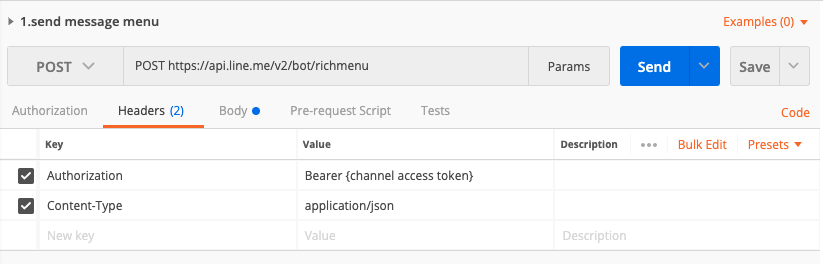 1.send message menu Examples (0)
POST POST https://api.line.me/v2/bot/richmenu Params Send Save
Authorization Headers (2) Body Pre-request Script Tests Code
Key Value Description ••• Bulk Edit Presets
Authorization Bearer {channel access token}
Content-Type application/json
New key Value Description